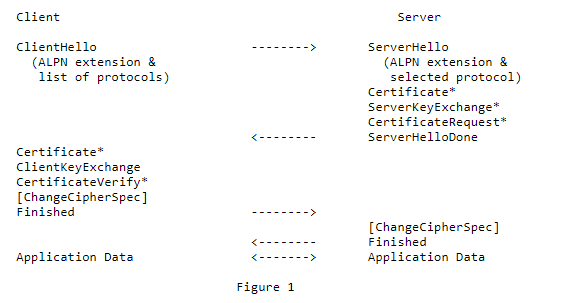 Client                                              Server

ClientHello                     -------->       ServerHello
  (ALPN extension &                               (ALPN extension &
   list of protocols)                              selected protocol)
                                                Certificate*
                                                ServerKeyExchange*
                                                CertificateRequest*
                                <--------       ServerHelloDone
Certificate*
ClientKeyExchange
CertificateVerify*
[ChangeCipherSpec]
Finished                        -------->
                                                [ChangeCipherSpec]
                                <--------       Finished
Application Data                <------->       Application Data

                              Figure 1